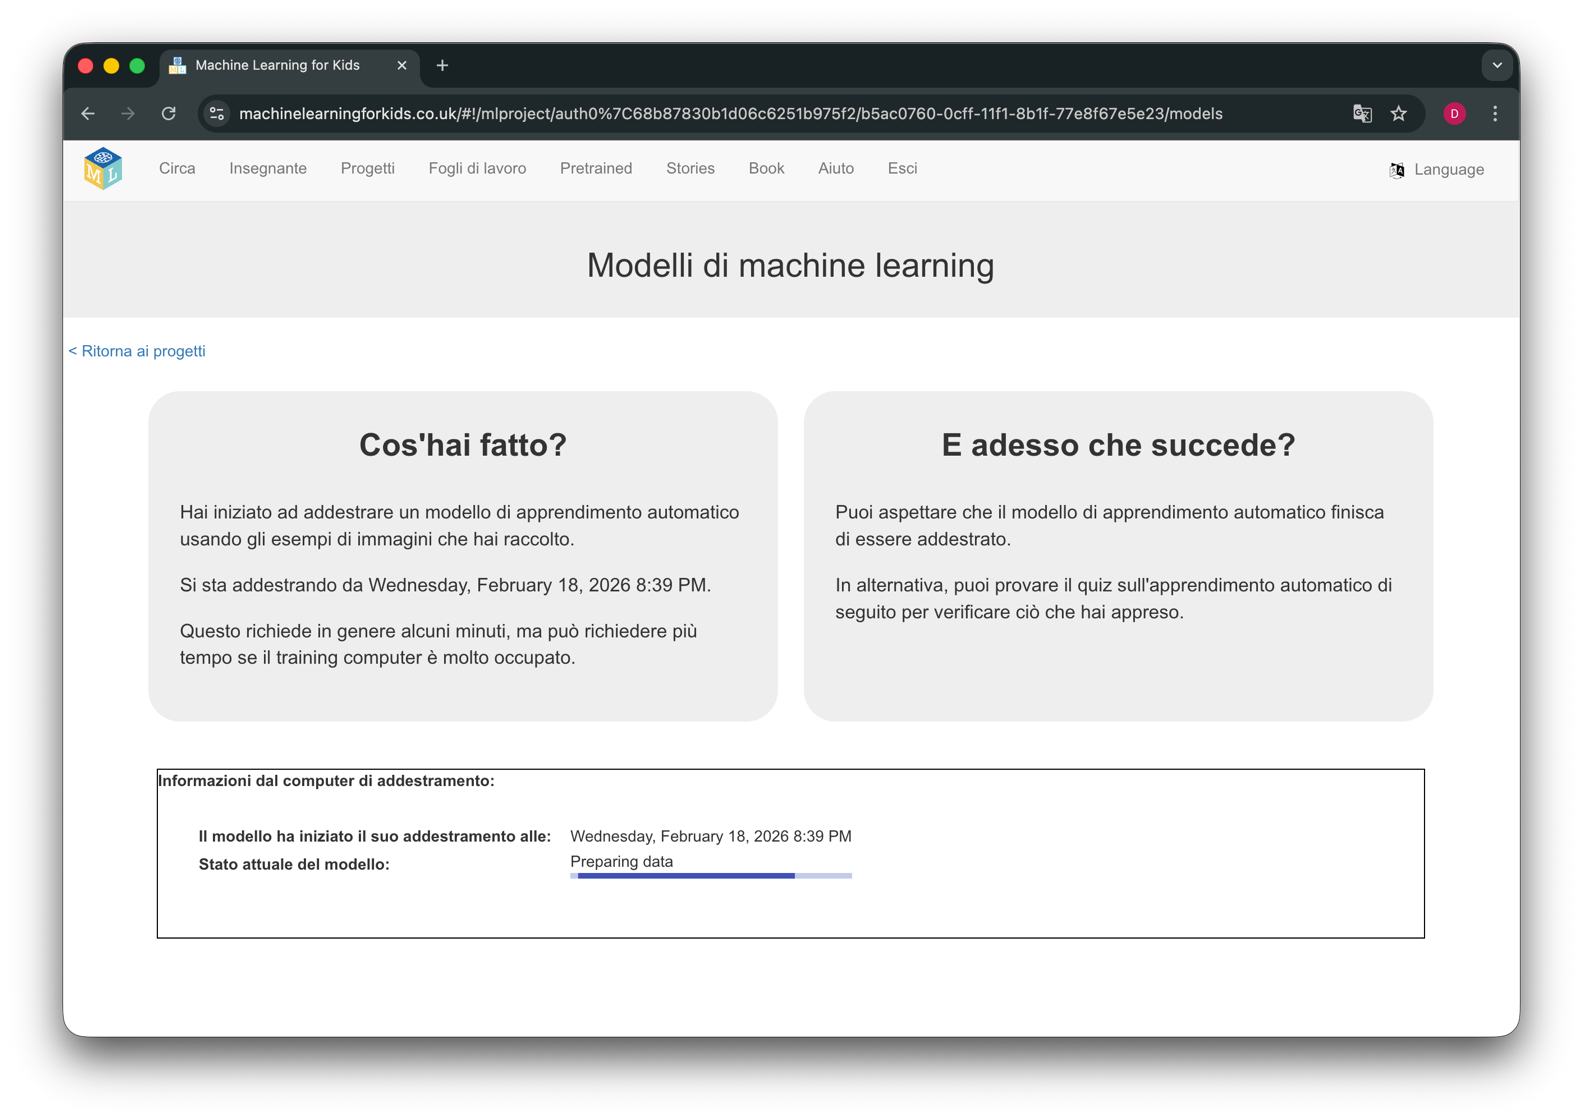 Machine Learning for Kids
machinelearningforkids.co.uk/#!/mlproject/auth0%7C68b87830b1d06c6251b975f2/b5ac0760-0cff-11f1-8b1f-77e8f67e5e23/models
D
ML
Circa Insegnante Progetti Fogli di lavoro Pretrained Stories Book Aiuto Esci Language
Modelli di machine learning
< Ritorna ai progetti
Cos'hai fatto?
Hai iniziato ad addestrare un modello di apprendimento automatico
usando gli esempi di immagini che hai raccolto.
Si sta addestrando da Wednesday, February 18, 2026 8:39 PM.
Questo richiede in genere alcuni minuti, ma può richiedere più
tempo se il training computer è molto occupato.
E adesso che succede?
Puoi aspettare che il modello di apprendimento automatico finisca
di essere addestrato.
In alternativa, puoi provare il quiz sull'apprendimento automatico di
seguito per verificare ciò che hai appreso.
Informazioni dal computer di addestramento:
Il modello ha iniziato il suo addestramento alle: Wednesday, February 18, 2026 8:39 PM
Stato attuale del modello: Preparing data